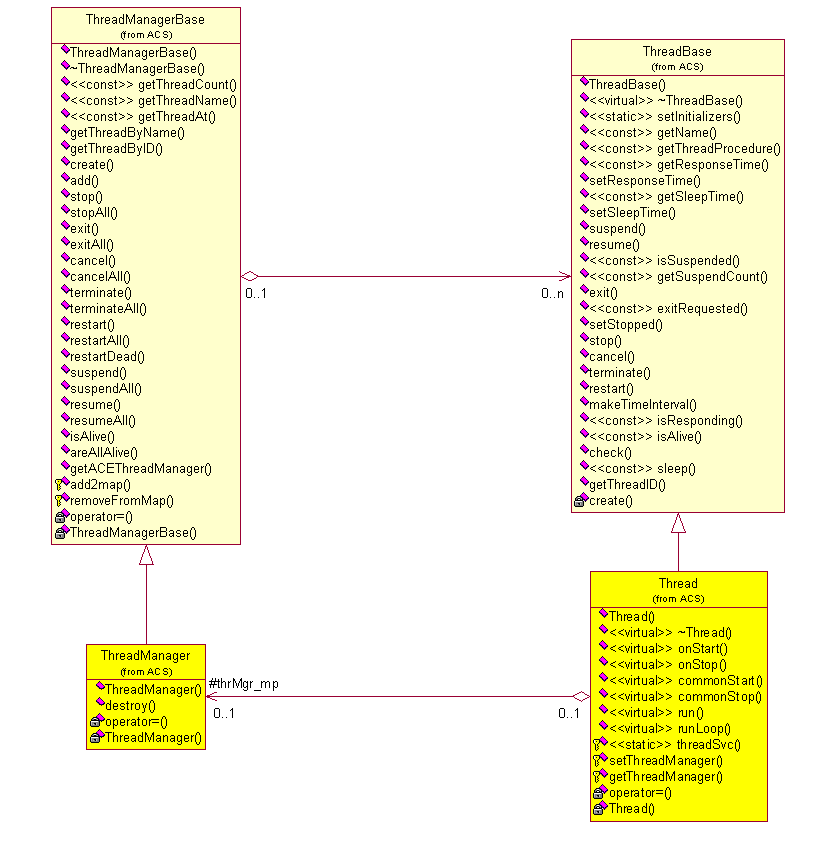 ThreadManagerBase
(from ACS)
ThreadManagerBase()
~ThreadManagerBase()
<<const>> getThreadCount()
<<const>> getThreadName()
<<const>> getThreadAt()
getThreadByName()
getThreadByID()
create()
add()
stop()
stopAll()
exit()
exitAll()
cancel()
cancelAll()
terminate()
terminateAll()
restart()
restartAll()
restartDead()
suspend()
suspendAll()
resume()
resumeAll()
isAlive()
areAllAlive()
getACEThreadManager()
add2map()
removeFromMap()
operator=()
ThreadManagerBase()
0..1
0..n
ThreadBase
(from ACS)
ThreadBase()
<<virtual>> ~ThreadBase()
<<static>> setInitializers()
<<const>> getName()
<<const>> getThreadProcedure()
<<const>> getResponseTime()
setResponseTime()
<<const>> getSleepTime()
setSleepTime()
suspend()
resume()
<<const>> isSuspended()
<<const>> getSuspendCount()
exit()
<<const>> exitRequested()
setStopped()
stop()
cancel()
terminate()
restart()
makeTimeInterval()
<<const>> isResponding()
<<const>> isAlive()
check()
<<const>> sleep()
getThreadID()
create()
ThreadManager
(from ACS)
ThreadManager()
destroy()
operator=()
ThreadManager()
#thrMgr_mp
0..1
0..1
Thread
(from ACS)
Thread()
<<virtual>> ~Thread()
<<virtual>> onStart()
<<virtual>> onStop()
<<virtual>> commonStart()
<<virtual>> commonStop()
<<virtual>> run()
<<virtual>> runLoop()
<<static>> threadSvc()
setThreadManager()
getThreadManager()
operator=()
Thread()